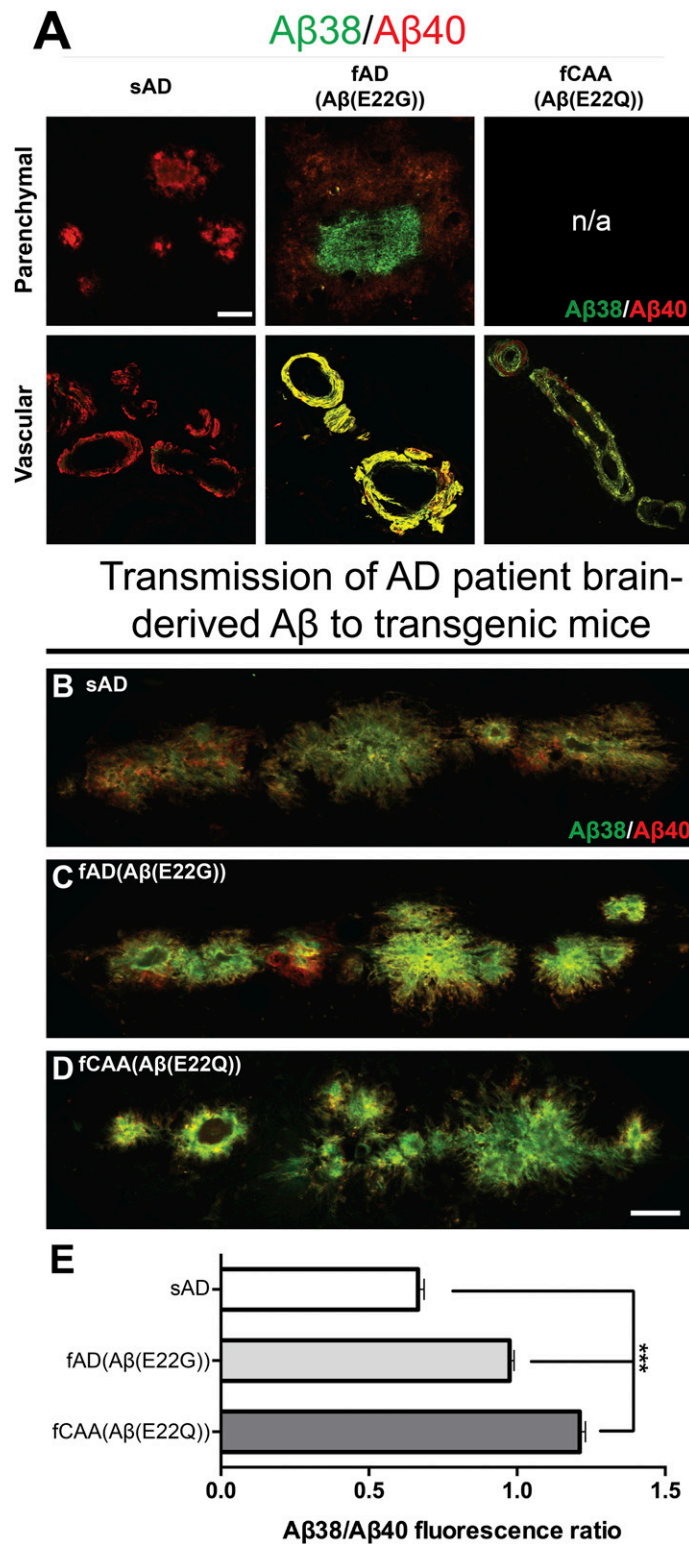 A
Aβ38/Aβ40
sAD
fAD
(Aβ(E22G))
fCAA
(Aβ(E22Q))
Parenchymal
n/a
Aβ38/Aβ40
Vascular
Transmission of AD patient brain-
derived Aβ to transgenic mice
B sAD
Aβ38/Aβ40
C fAD(Aβ(E22G))
D fCAA(Aβ(E22Q))
E
sAD
fAD(Aβ(E22G))
fCAA(Aβ(E22Q))
***
0.0 0.5 1.0 1.5
Aβ38/Aβ40 fluorescence ratio